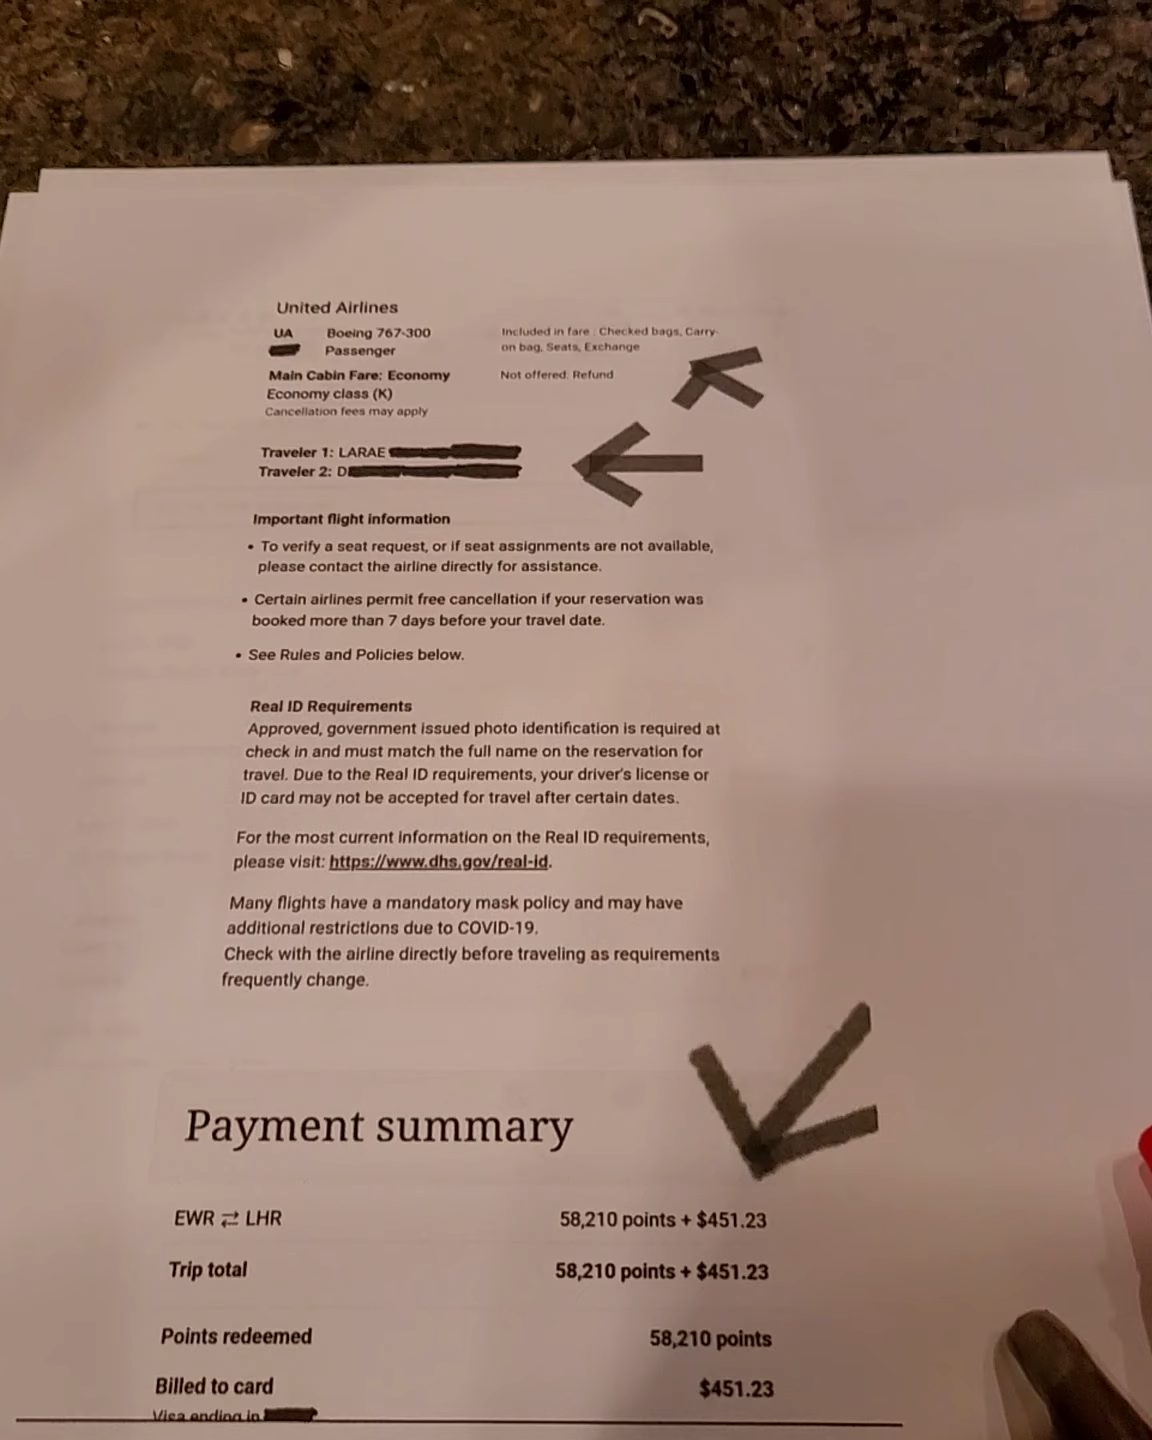 United Airlines
UA Boeing 767-300 Included in fare : Checked bags, Carry-
Passenger on bag, Seats, Exchange
Main Cabin Fare: Economy Not offered: Refund
Economy class (K)
Cancellation fees may apply
Traveler 1: LARAE
Traveler 2: D
Important flight information
• To verify a seat request, or if seat assignments are not available,
please contact the airline directly for assistance.
• Certain airlines permit free cancellation if your reservation was
booked more than 7 days before your travel date.
• See Rules and Policies below.
Real ID Requirements
Approved, government issued photo identification is required at
check in and must match the full name on the reservation for
travel. Due to the Real ID requirements, your driver's license or
ID card may not be accepted for travel after certain dates.
For the most current information on the Real ID requirements,
please visit: https://www.dhs.gov/real-id.
Many flights have a mandatory mask policy and may have
additional restrictions due to COVID-19.
Check with the airline directly before traveling as requirements
frequently change.
Payment summary
EWR ⇄ LHR 58,210 points + $451.23
Trip total 58,210 points + $451.23
Points redeemed 58,210 points
Billed to card $451.23
Visa ending in